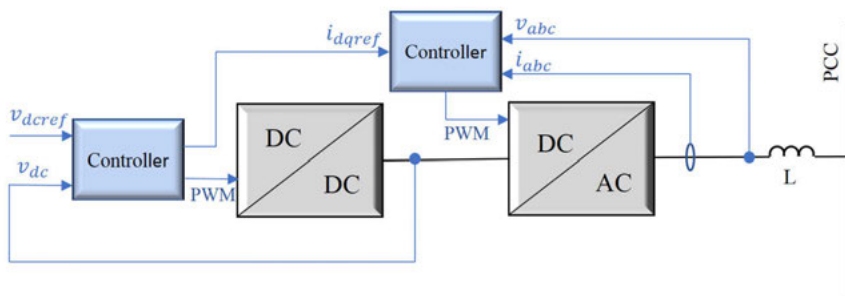 i_dqref
Controller
v_abc
i_abc
PCC
v_dcref
v_dc
Controller
PWM
DC
DC
PWM
DC
AC
L